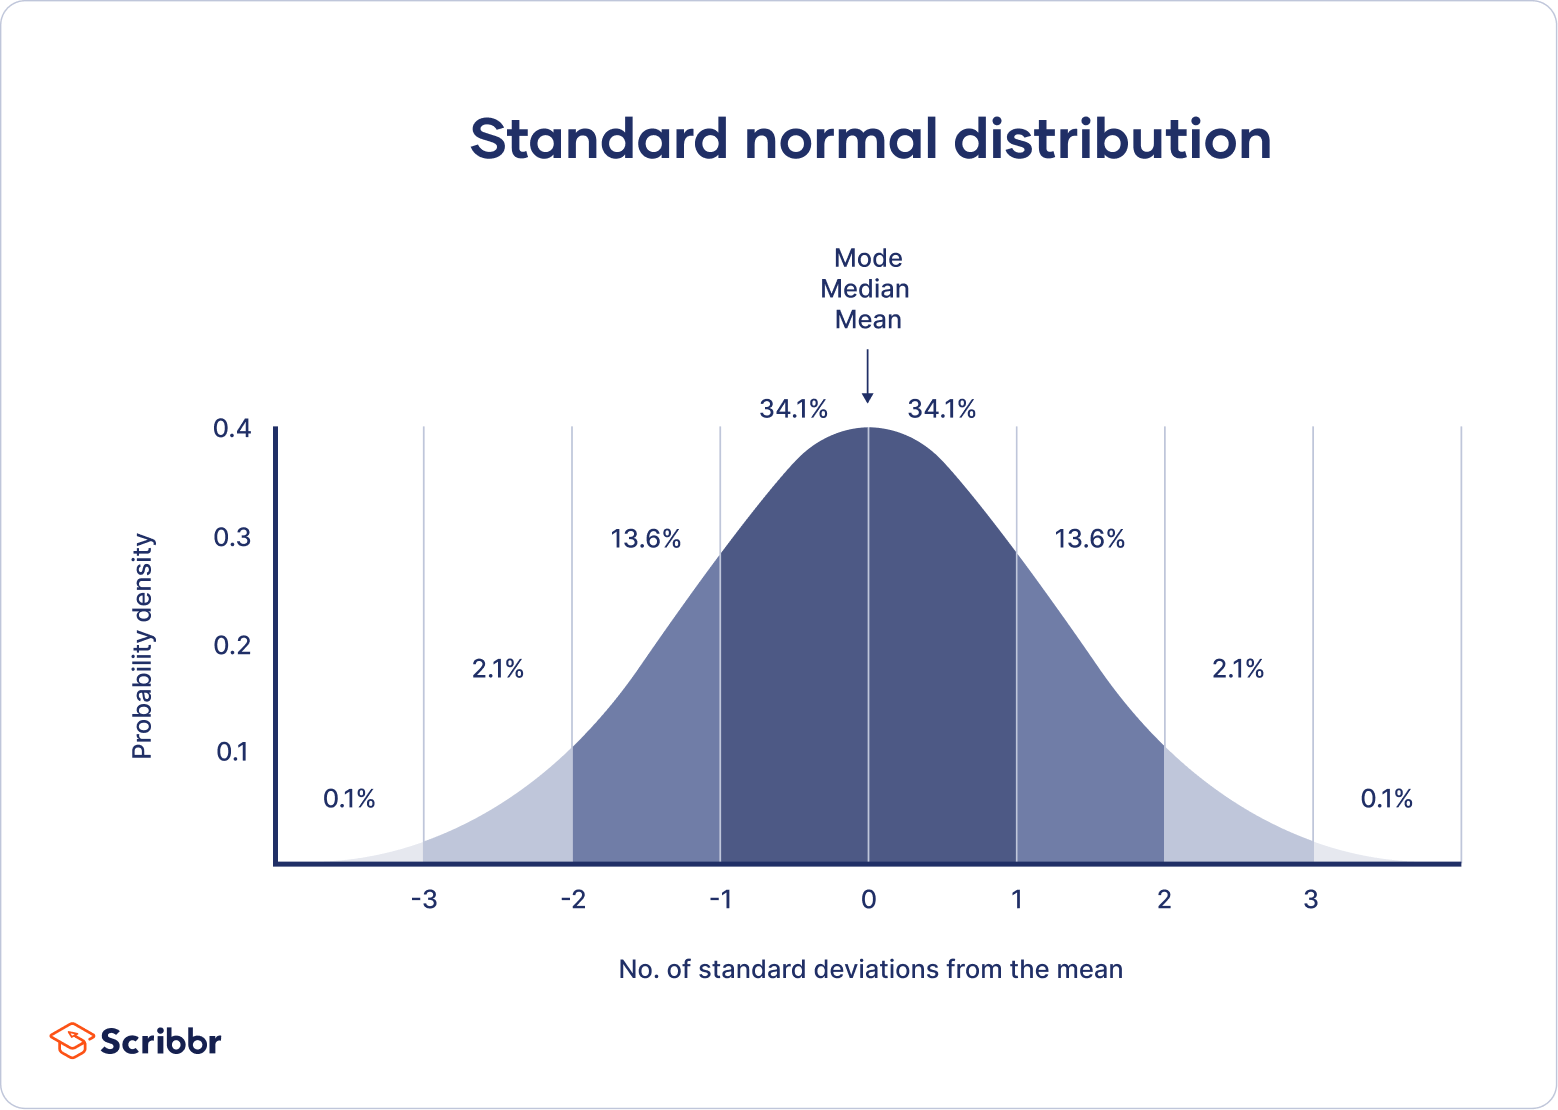 Standard normal distribution
Mode
Median
Mean
34.1% 34.1%
0.4
0.3
0.2
0.1
Probability density
13.6% 13.6%
2.1% 2.1%
0.1% 0.1%
-3 -2 -1 0 1 2 3
No. of standard deviations from the mean
Scribbr